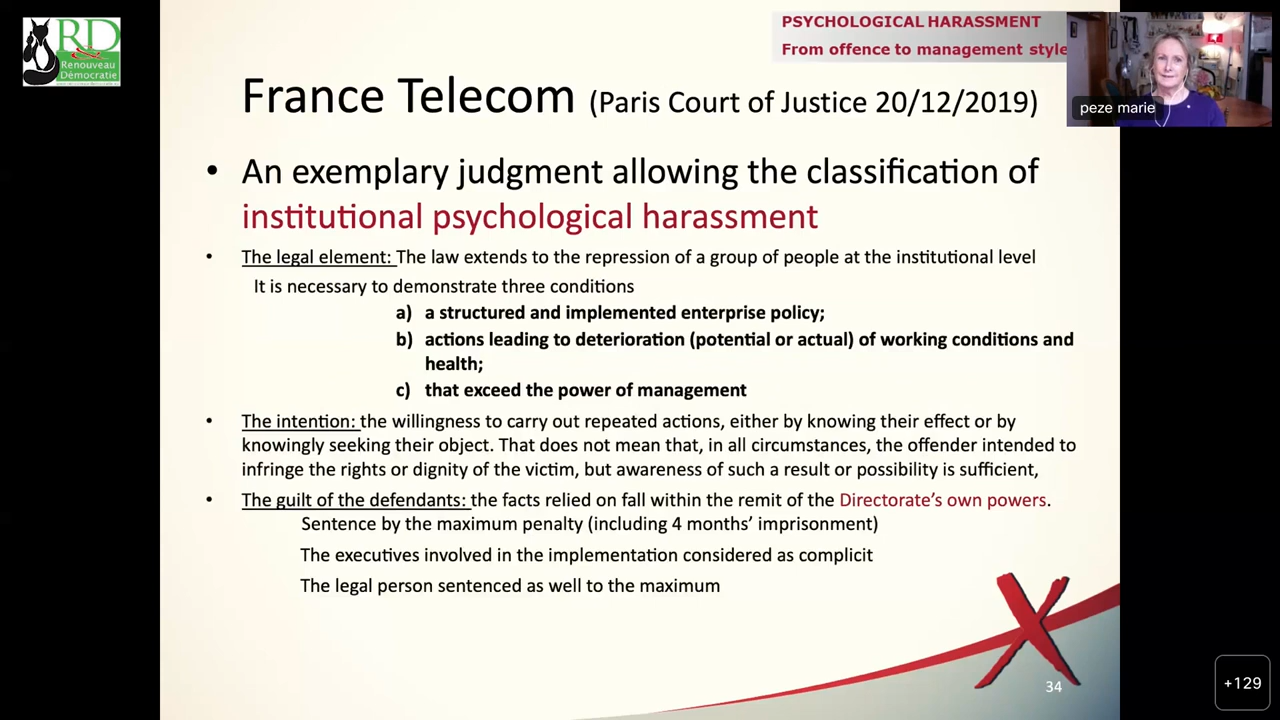 RD
&
Renouveau
Démocratie
PSYCHOLOGICAL HARASSMENT
From offence to management style
peze marie
France Telecom (Paris Court of Justice 20/12/2019)
• An exemplary judgment allowing the classification of
institutional psychological harassment
• The legal element: The law extends to the repression of a group of people at the institutional level
It is necessary to demonstrate three conditions
a) a structured and implemented enterprise policy;
b) actions leading to deterioration (potential or actual) of working conditions and
health;
c) that exceed the power of management
• The intention: the willingness to carry out repeated actions, either by knowing their effect or by
knowingly seeking their object. That does not mean that, in all circumstances, the offender intended to
infringe the rights or dignity of the victim, but awareness of such a result or possibility is sufficient,
• The guilt of the defendants: the facts relied on fall within the remit of the Directorate's own powers.
Sentence by the maximum penalty (including 4 months' imprisonment)
The executives involved in the implementation considered as complicit
The legal person sentenced as well to the maximum
34
+129